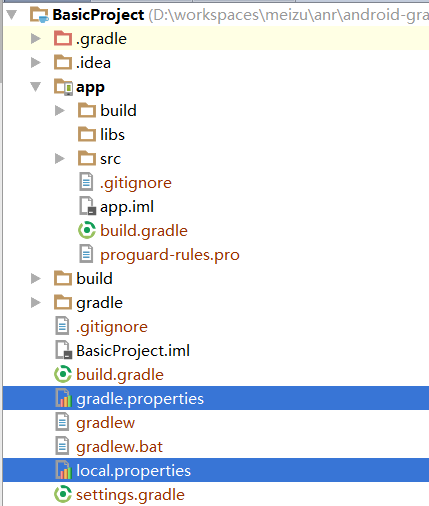 BasicProject (D:\workspaces\meizu\anr\android-gra
.gradle
.idea
app
build
libs
src
.gitignore
app.iml
build.gradle
proguard-rules.pro
build
gradle
.gitignore
BasicProject.iml
build.gradle
gradle.properties
gradlew
gradlew.bat
local.properties
settings.gradle